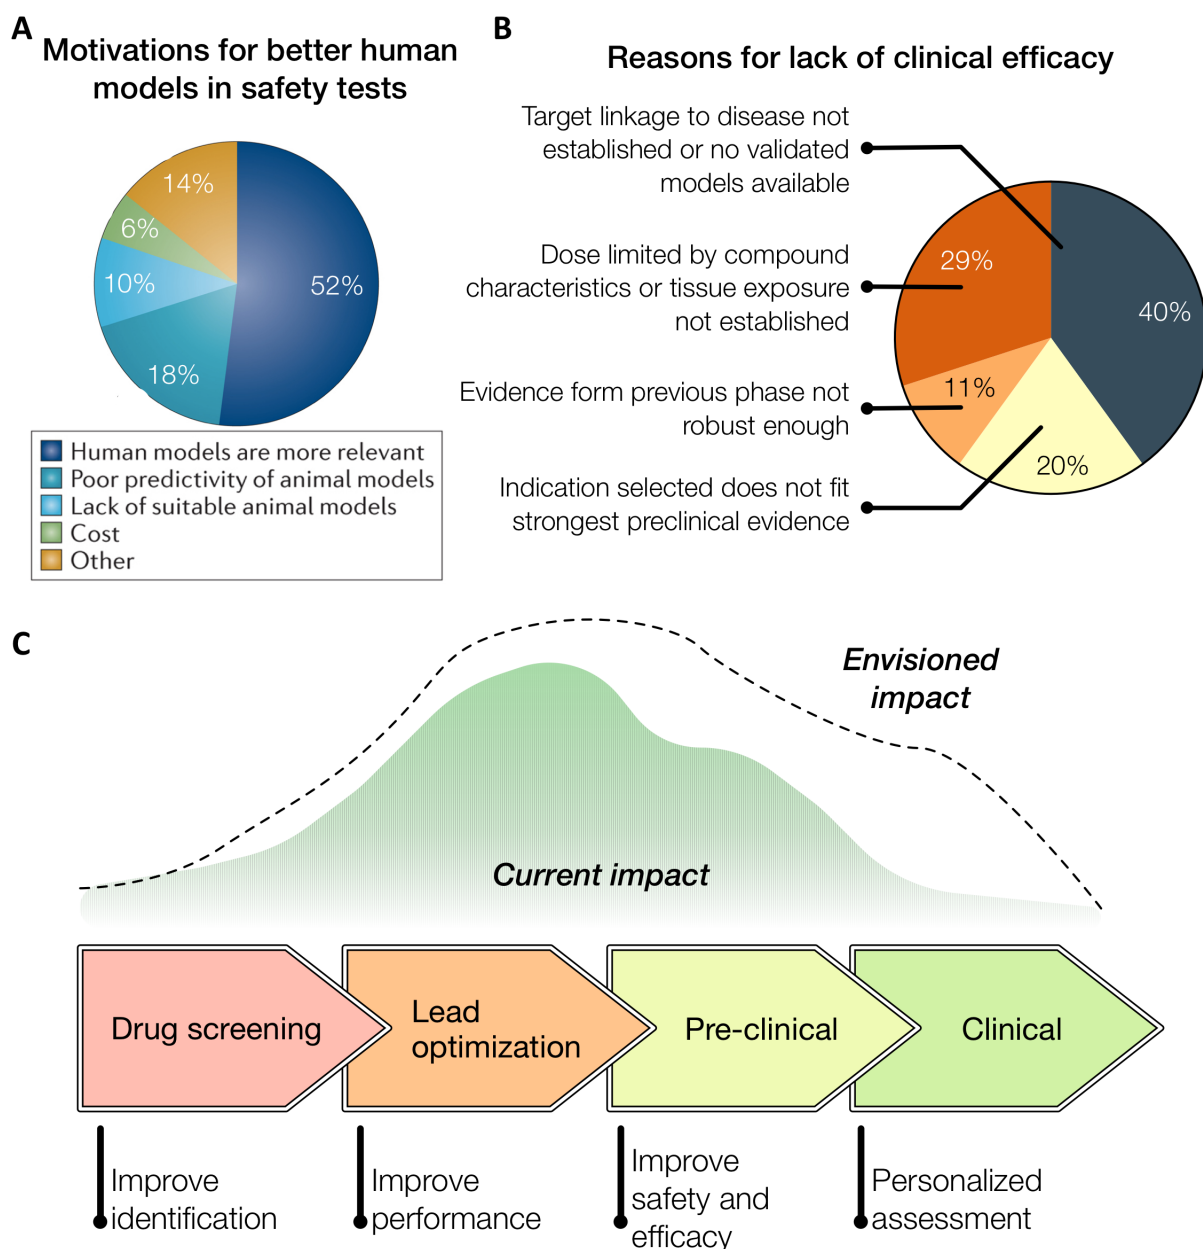 A
Motivations for better human
models in safety tests
14%
6%
10%
52%
18%
Human models are more relevant
Poor predictivity of animal models
Lack of suitable animal models
Cost
Other
B
Reasons for lack of clinical efficacy
Target linkage to disease not
established or no validated
models available
Dose limited by compound
characteristics or tissue exposure
not established
Evidence form previous phase not
robust enough
Indication selected does not fit
strongest preclinical evidence
29%
40%
11%
20%
C
Envisioned
impact
Current impact
Drug screening
Lead
optimization
Pre-clinical
Clinical
Improve
identification
Improve
performance
Improve
safety and
efficacy
Personalized
assessment